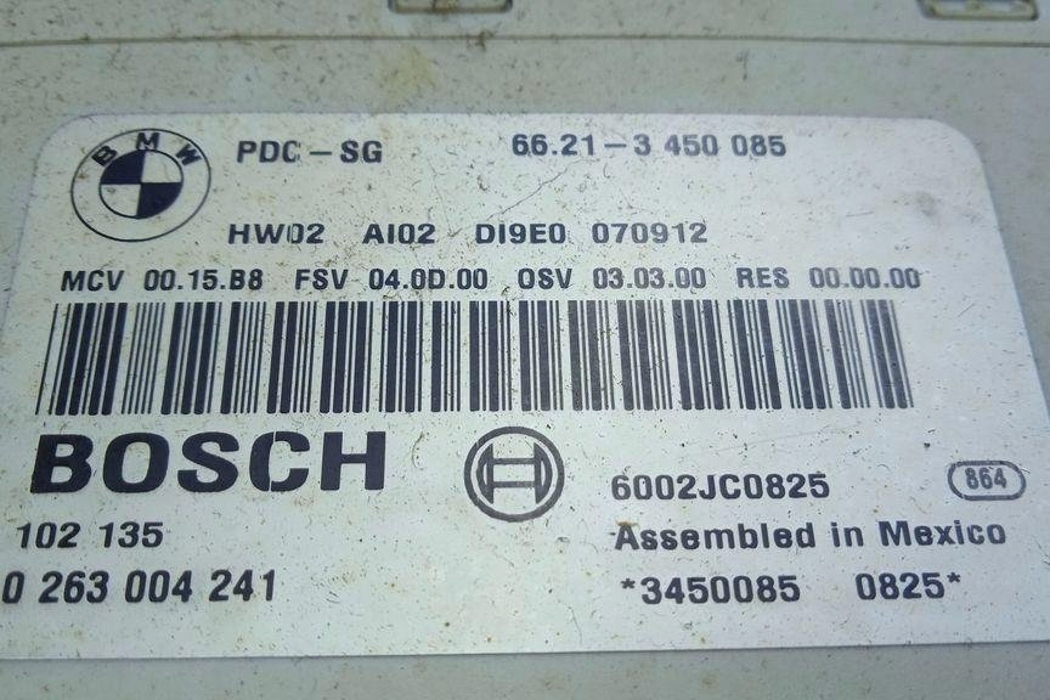 BMW
PDC-SG 66.21-3 450 085
HW02 AI02 DI9E0 070912
MCV 00.15.B8 FSV 04.0D.00 OSV 03.03.00 RES 00.00.00
BOSCH
6002JC0825 864
102 135
Assembled in Mexico
0 263 004 241
*3450085 0825*